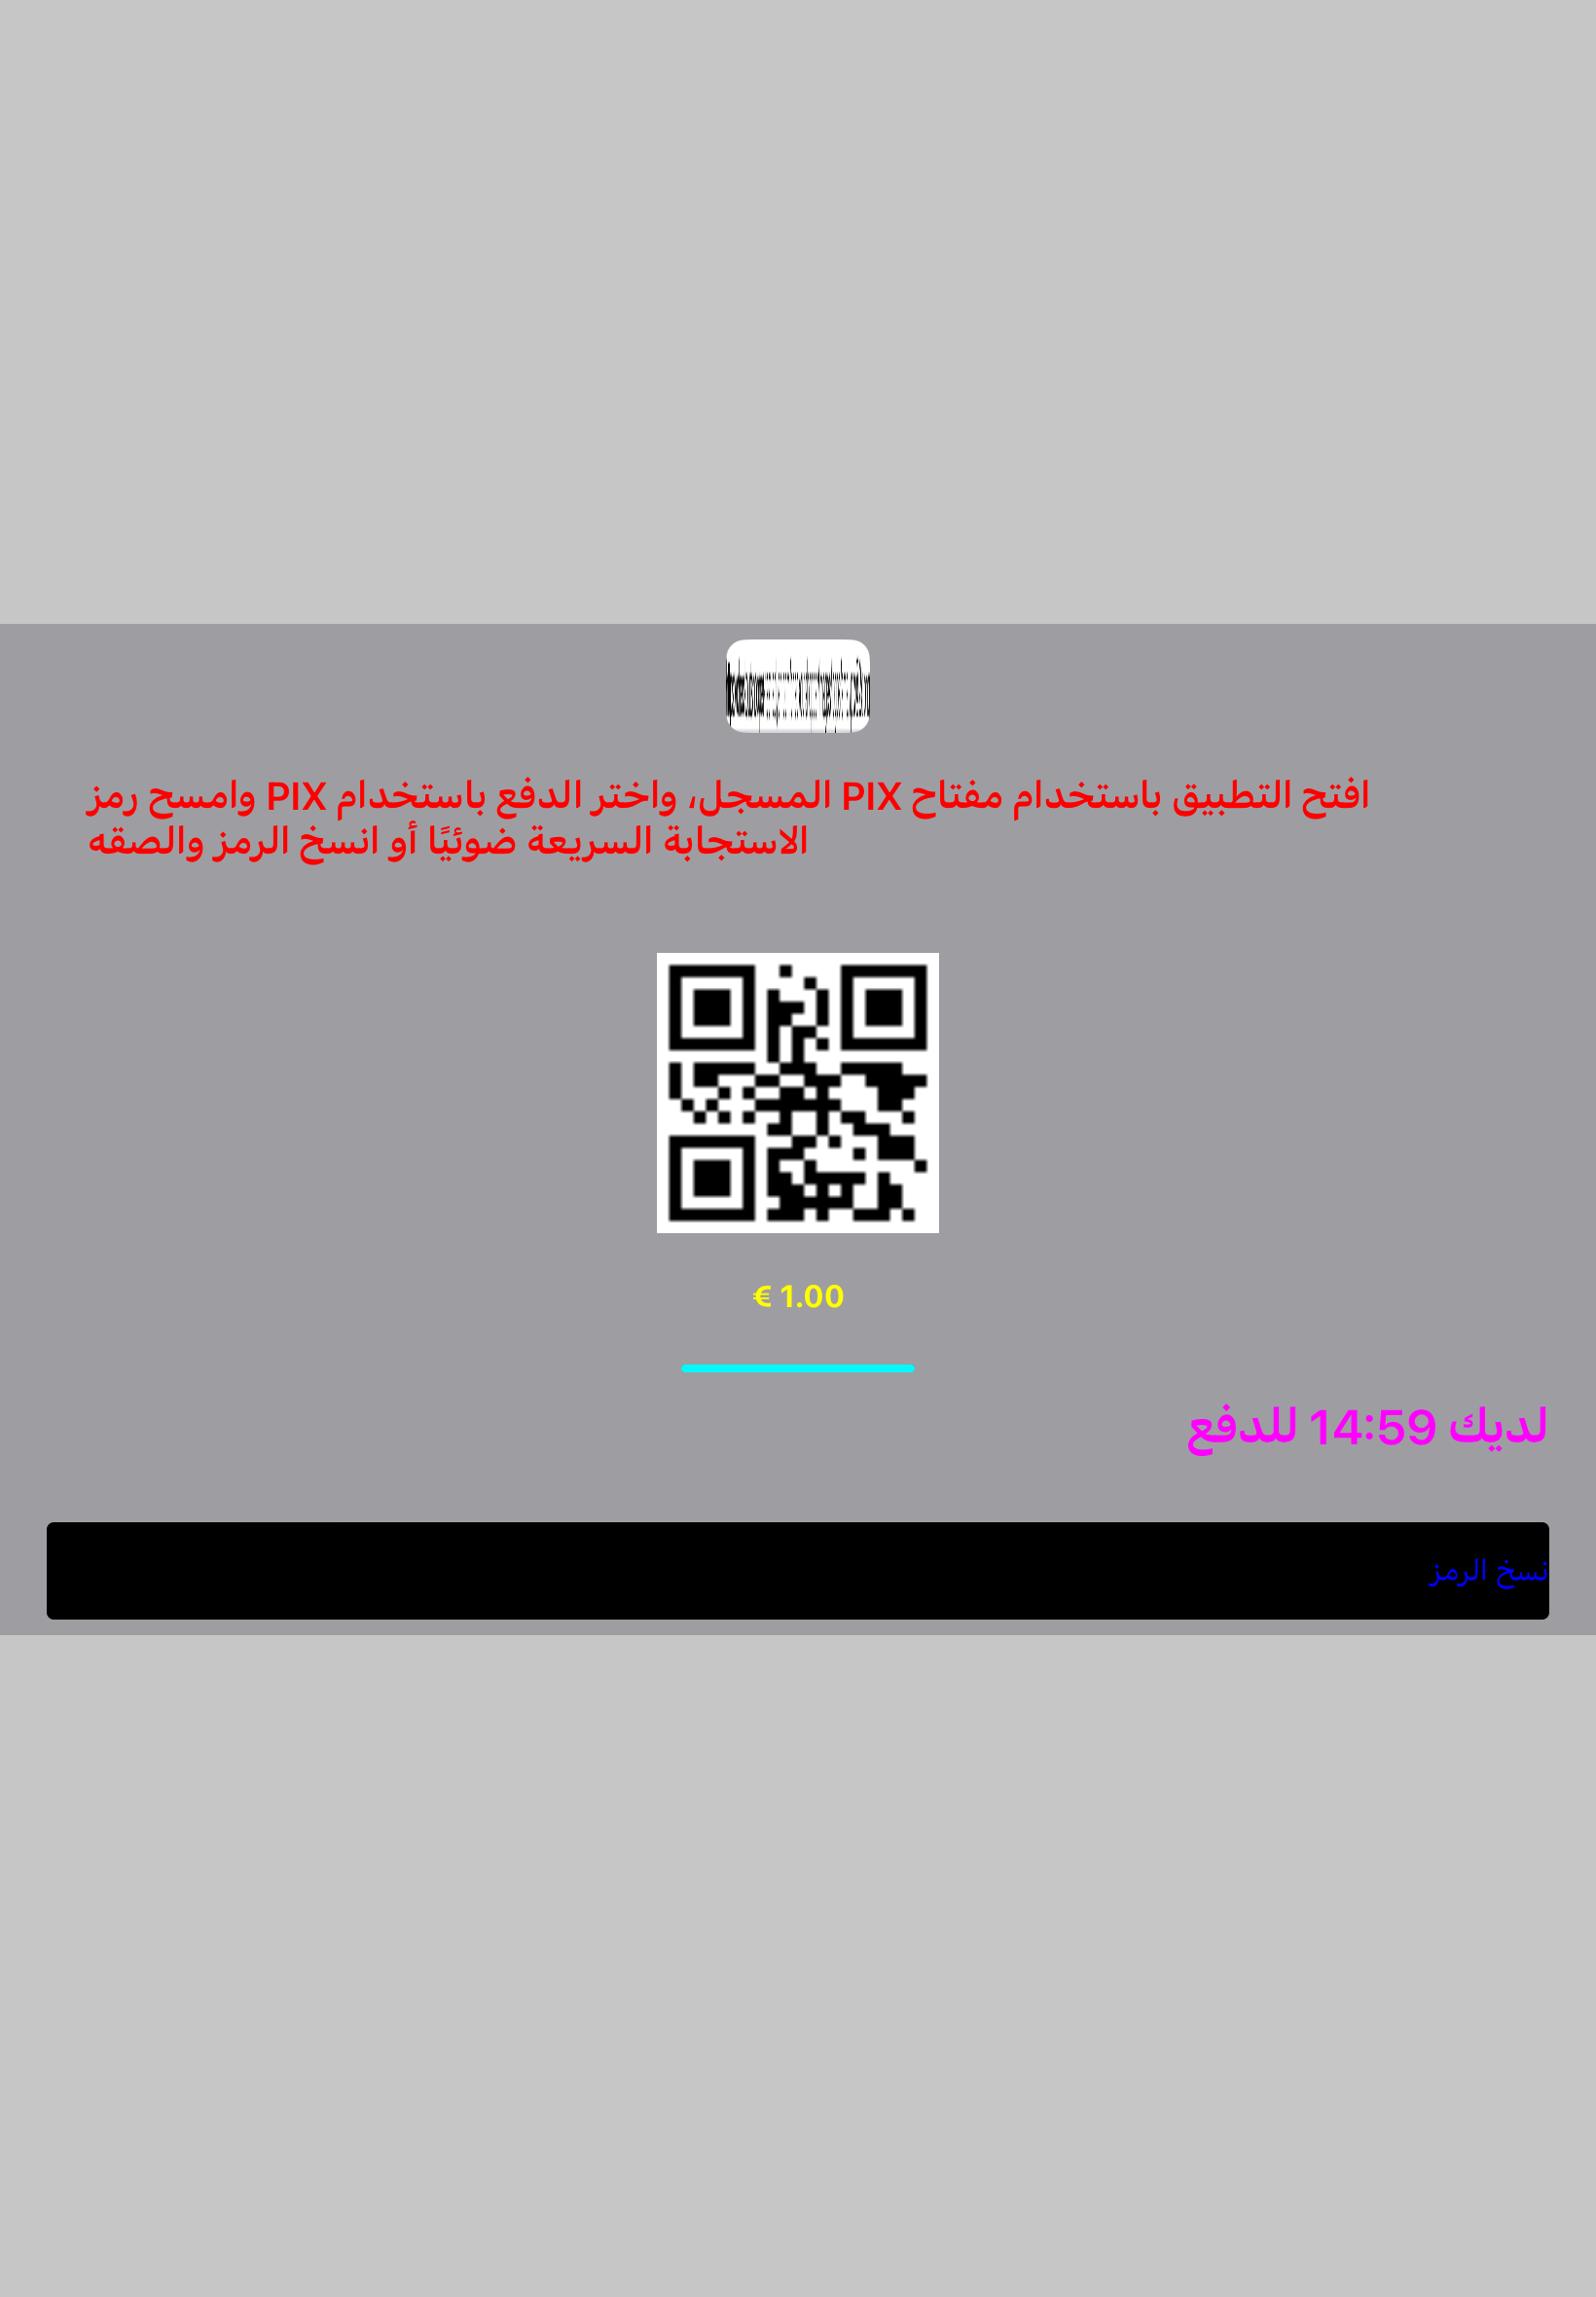 افتح التطبيق باستخدام مفتاح PIX المسجل، واختر الدفع باستخدام PIX وامسح رمز
الاستجابة السريعة ضوئيًا أو انسخ الرمز والصقه
€ 1.00
لديك 14:59 للدفع
نسخ الرمز